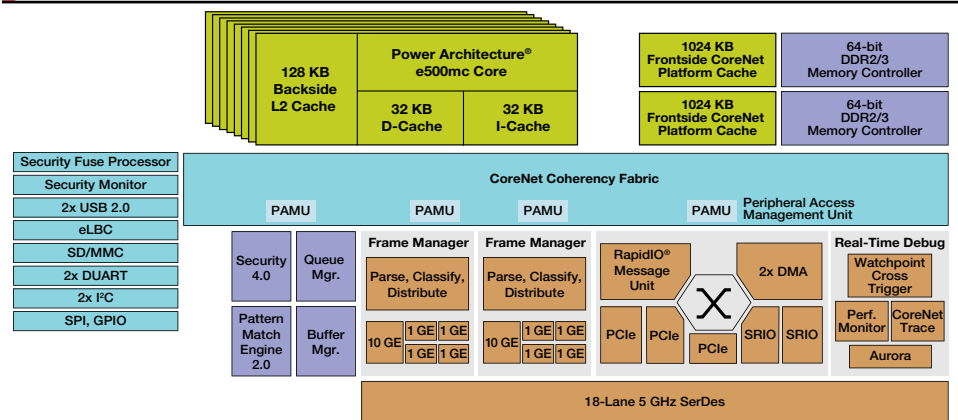 128 KB
Backside
L2 Cache
Power Architecture®
e500mc Core
32 KB
D-Cache
32 KB
I-Cache
1024 KB
Frontside CoreNet
Platform Cache
64-bit
DDR2/3
Memory Controller
1024 KB
Frontside CoreNet
Platform Cache
64-bit
DDR2/3
Memory Controller
Security Fuse Processor
Security Monitor
2x USB 2.0
eLBC
SD/MMC
2x DUART
2x I²C
SPI, GPIO
CoreNet Coherency Fabric
PAMU
PAMU
PAMU
PAMU
Peripheral Access
Management Unit
Security
4.0
Queue
Mgr.
Pattern
Match
Engine
2.0
Buffer
Mgr.
Frame Manager
Parse, Classify,
Distribute
10 GE
1 GE
1 GE
1 GE
1 GE
Frame Manager
Parse, Classify,
Distribute
10 GE
1 GE
1 GE
1 GE
1 GE
RapidIO®
Message
Unit
2x DMA
PCIe
PCIe
PCIe
SRIO
SRIO
Real-Time Debug
Watchpoint
Cross
Trigger
Perf.
Monitor
CoreNet
Trace
Aurora
18-Lane 5 GHz SerDes